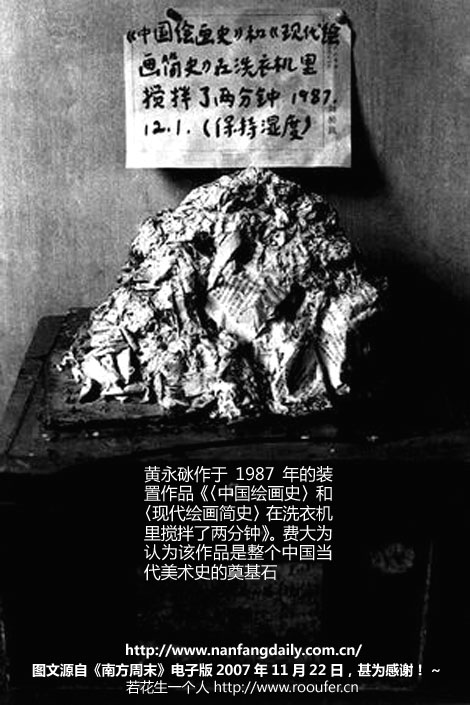 《中国绘画史》和《现代绘
画简史》在洗衣机里
搅拌了两分钟 1987.
12.1.（保持湿度）
黄永砅作于 1987 年的装
置作品《〈中国绘画史〉和
〈现代绘画简史〉在洗衣机
里搅拌了两分钟》。费大为
认为该作品是整个中国当
代美术史的奠基石
http://www.nanfangdaily.com.cn/
图文源自《南方周末》电子版 2007 年 11 月 22 日，甚为感谢！~
若花生一个人 http://www.rooufer.cn